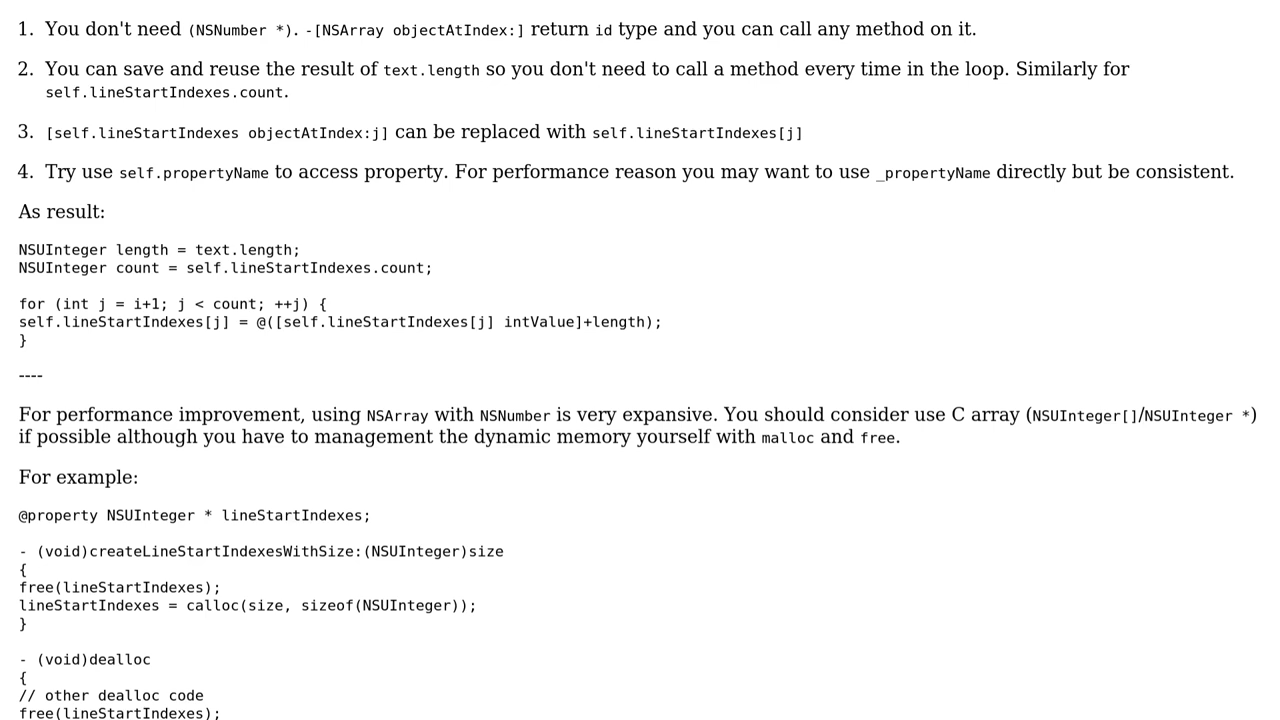 1. You don't need (NSNumber *). -[NSArray objectAtIndex:] return id type and you can call any method on it.
2. You can save and reuse the result of text.length so you don't need to call a method every time in the loop. Similarly for
self.lineStartIndexes.count.
3. [self.lineStartIndexes objectAtIndex:j] can be replaced with self.lineStartIndexes[j]
4. Try use self.propertyName to access property. For performance reason you may want to use _propertyName directly but be consistent.
As result:
NSUInteger length = text.length;
NSUInteger count = self.lineStartIndexes.count;
for (int j = i+1; j < count; ++j) {
self.lineStartIndexes[j] = @([self.lineStartIndexes[j] intValue]+length);
}
----
For performance improvement, using NSArray with NSNumber is very expansive. You should consider use C array (NSUInteger[]/NSUInteger *)
if possible although you have to management the dynamic memory yourself with malloc and free.
For example:
@property NSUInteger * lineStartIndexes;
- (void)createLineStartIndexesWithSize:(NSUInteger)size
{
free(lineStartIndexes);
lineStartIndexes = calloc(size, sizeof(NSUInteger));
}
- (void)dealloc
{
// other dealloc code
free(lineStartIndexes);